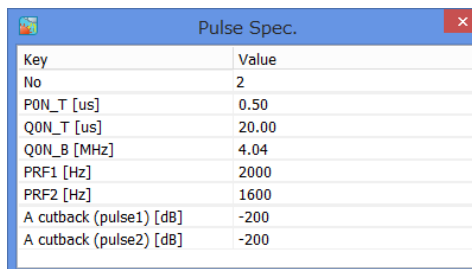 Pulse Spec.
Key Value
No 2
P0N_T [us] 0.50
Q0N_T [us] 20.00
Q0N_B [MHz] 4.04
PRF1 [Hz] 2000
PRF2 [Hz] 1600
A cutback (pulse1) [dB] -200
A cutback (pulse2) [dB] -200